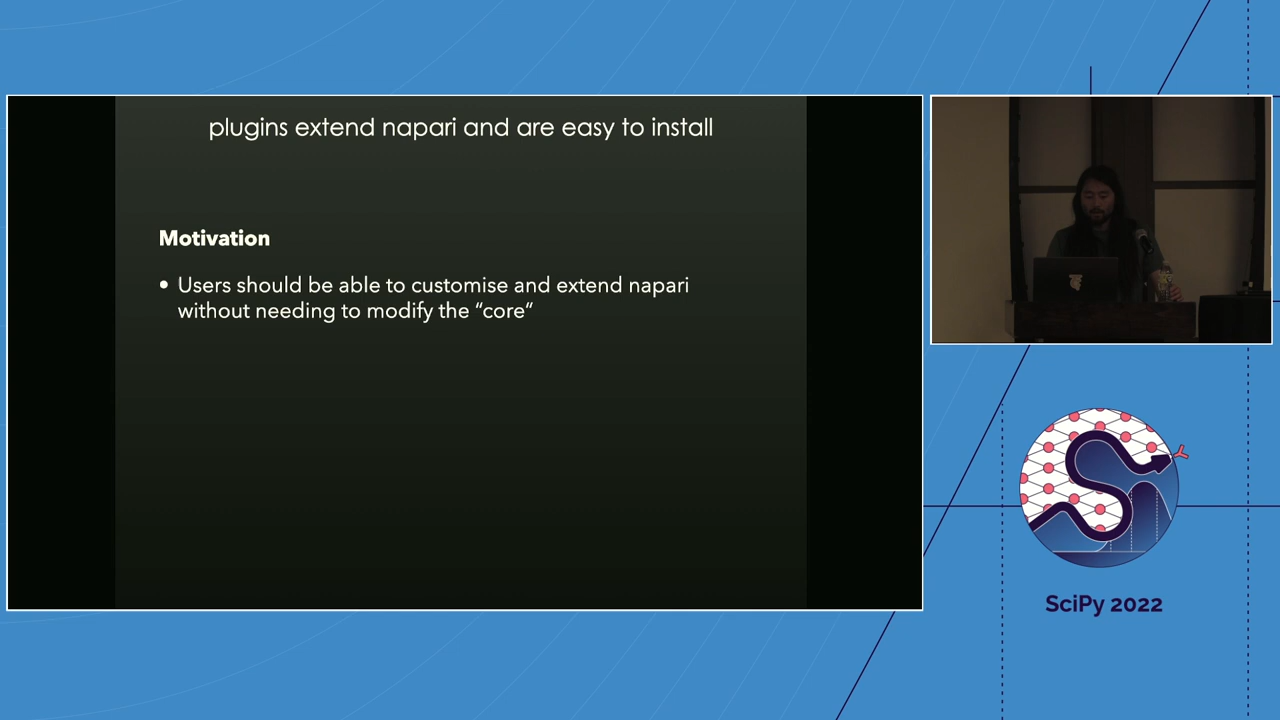 plugins extend napari and are easy to install
Motivation
• Users should be able to customise and extend napari
without needing to modify the “core”
SciPy 2022